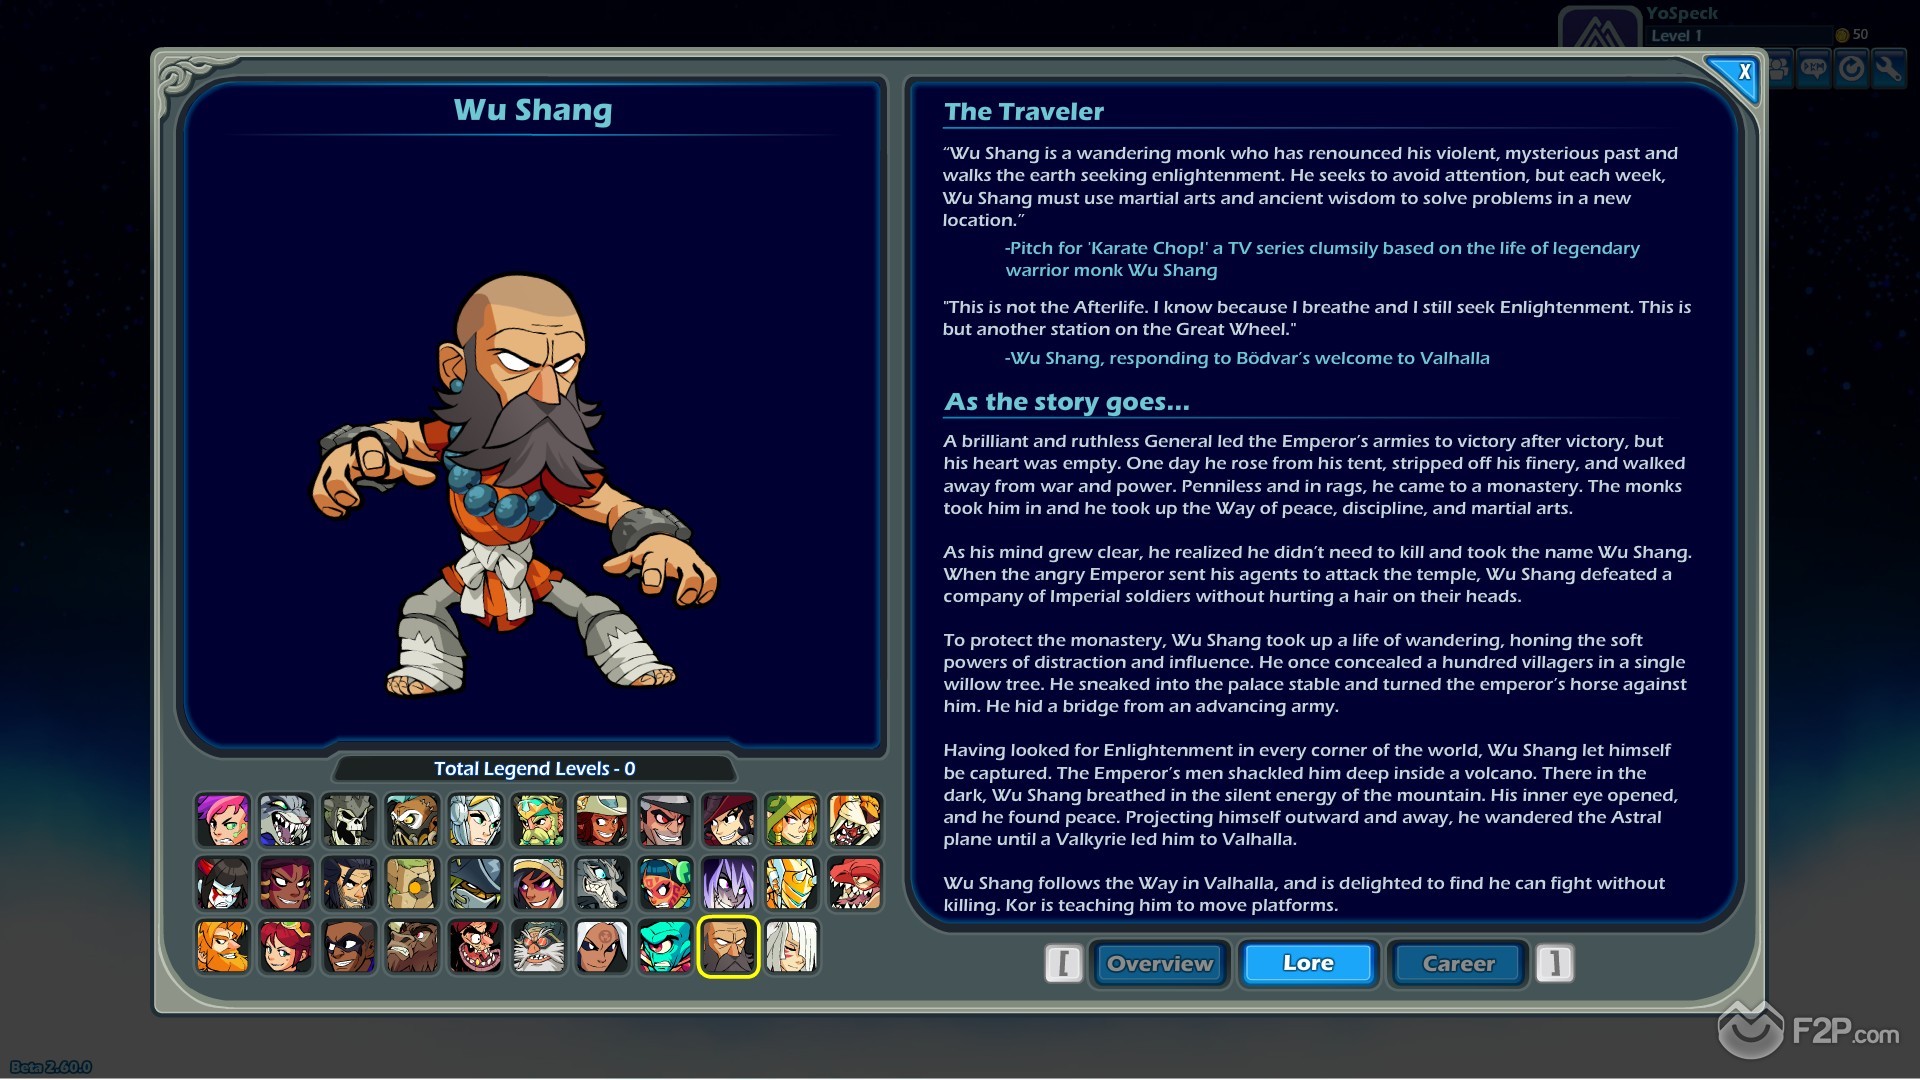 YoSpeck
Level 1
50
X
Wu Shang
The Traveler
“Wu Shang is a wandering monk who has renounced his violent, mysterious past and
walks the earth seeking enlightenment. He seeks to avoid attention, but each week,
Wu Shang must use martial arts and ancient wisdom to solve problems in a new
location.”
-Pitch for 'Karate Chop!' a TV series clumsily based on the life of legendary
warrior monk Wu Shang
"This is not the Afterlife. I know because I breathe and I still seek Enlightenment. This is
but another station on the Great Wheel."
-Wu Shang, responding to Bödvar's welcome to Valhalla
As the story goes...
A brilliant and ruthless General led the Emperor's armies to victory after victory, but
his heart was empty. One day he rose from his tent, stripped off his finery, and walked
away from war and power. Penniless and in rags, he came to a monastery. The monks
took him in and he took up the Way of peace, discipline, and martial arts.
As his mind grew clear, he realized he didn't need to kill and took the name Wu Shang.
When the angry Emperor sent his agents to attack the temple, Wu Shang defeated a
company of Imperial soldiers without hurting a hair on their heads.
To protect the monastery, Wu Shang took up a life of wandering, honing the soft
powers of distraction and influence. He once concealed a hundred villagers in a single
willow tree. He sneaked into the palace stable and turned the emperor's horse against
him. He hid a bridge from an advancing army.
Having looked for Enlightenment in every corner of the world, Wu Shang let himself
be captured. The Emperor's men shackled him deep inside a volcano. There in the
dark, Wu Shang breathed in the silent energy of the mountain. His inner eye opened,
and he found peace. Projecting himself outward and away, he wandered the Astral
plane until a Valkyrie led him to Valhalla.
Wu Shang follows the Way in Valhalla, and is delighted to find he can fight without
killing. Kor is teaching him to move platforms.
Total Legend Levels - 0
[ Overview Lore Career ]
F2P.com
Beta 2.60.0